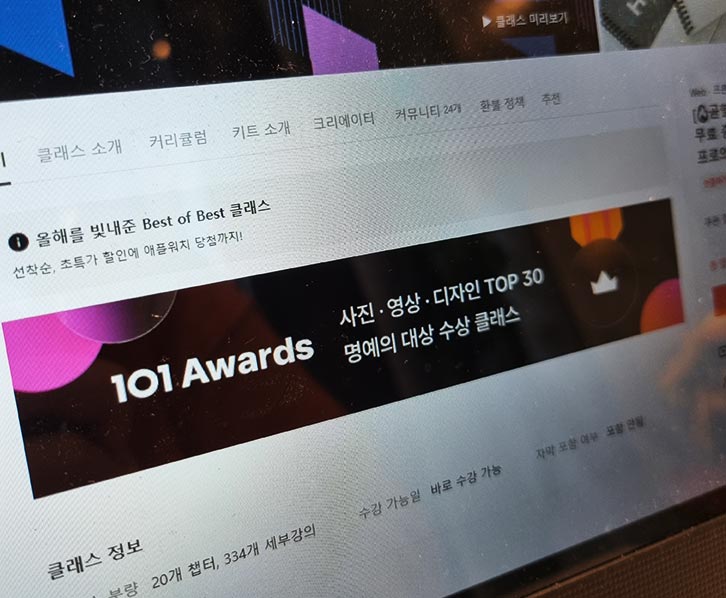 ▶ 클래스 미리보기
클래스 소개 커리큘럼 키트 소개 크리에이터 커뮤니티 24개 환불 정책 추천
올해를 빛내준 Best of Best 클래스
선착순, 초특가 할인에 애플워치 당첨까지!
101 Awards
사진·영상·디자인 TOP 30
명예의 대상 수상 클래스
클래스 정보
분량 20개 챕터, 334개 세부강의
수강 가능일 바로 수강 가능
자막 포함 여부 포함 안됨
Web
무료